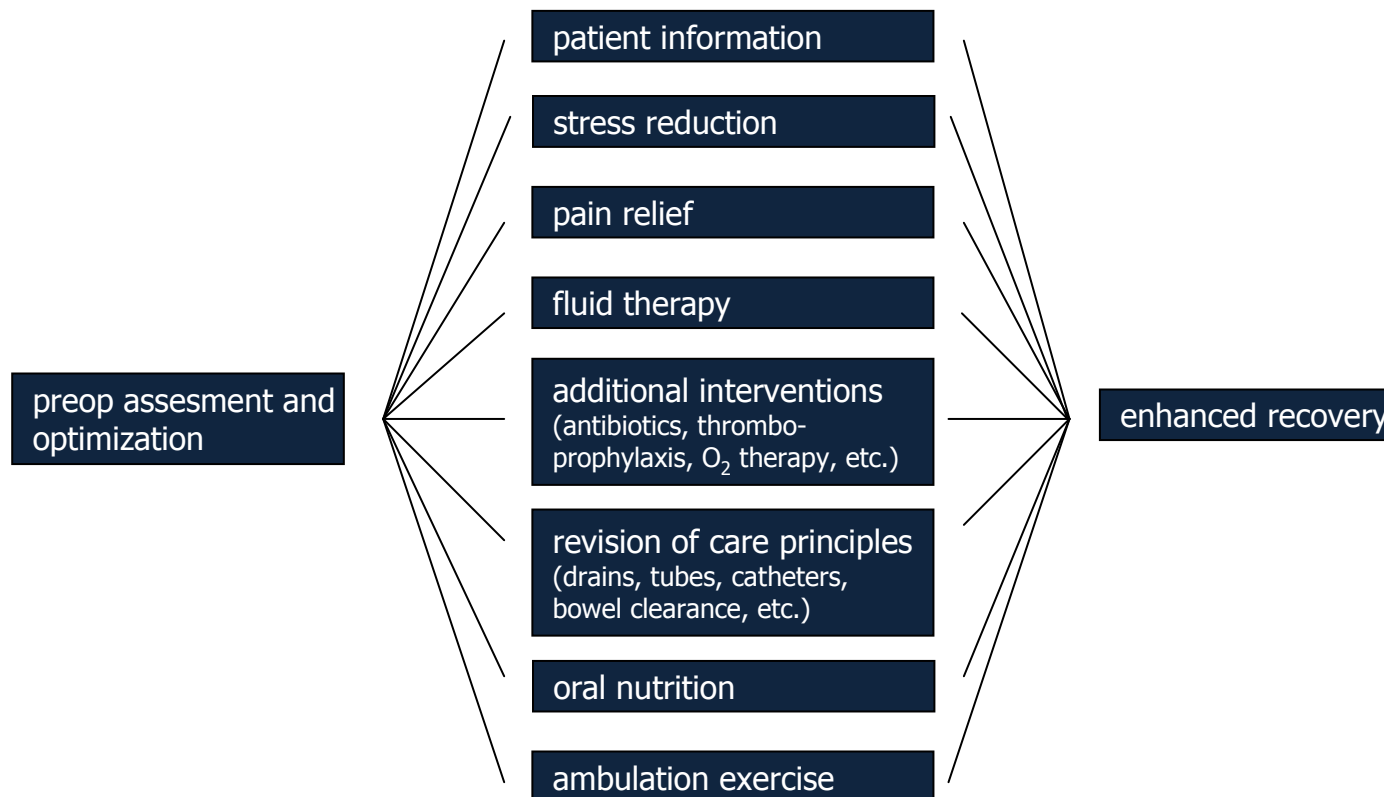 patient information
stress reduction
pain relief
fluid therapy
preop assesment and
optimization
additional interventions
(antibiotics, thrombo-
prophylaxis, O₂ therapy, etc.)
enhanced recovery
revision of care principles
(drains, tubes, catheters,
bowel clearance, etc.)
oral nutrition
ambulation exercise